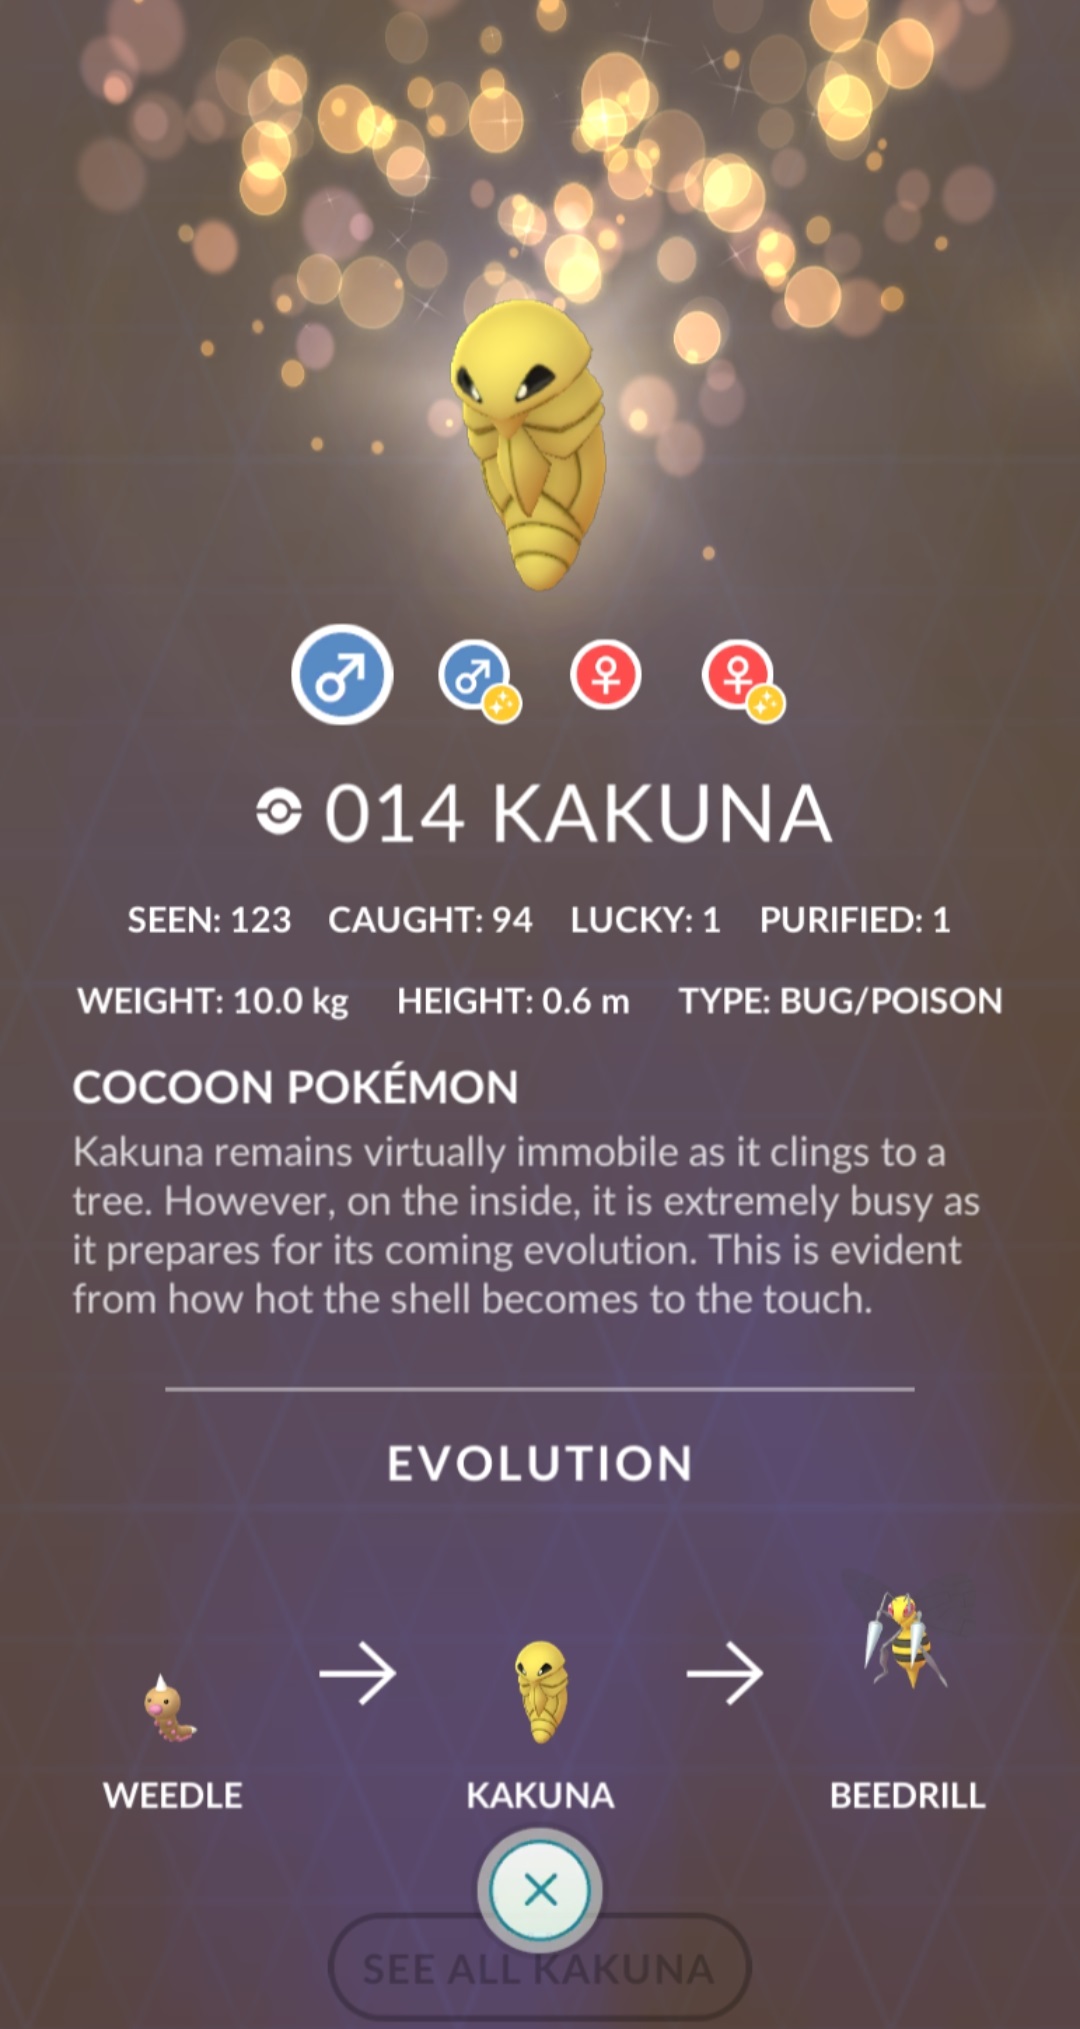 014 KAKUNA
SEEN: 123 CAUGHT: 94 LUCKY: 1 PURIFIED: 1
WEIGHT: 10.0 kg HEIGHT: 0.6 m TYPE: BUG/POISON
COCOON POKÉMON
Kakuna remains virtually immobile as it clings to a
tree. However, on the inside, it is extremely busy as
it prepares for its coming evolution. This is evident
from how hot the shell becomes to the touch.
EVOLUTION
WEEDLE KAKUNA BEEDRILL
SEE ALL KAKUNA